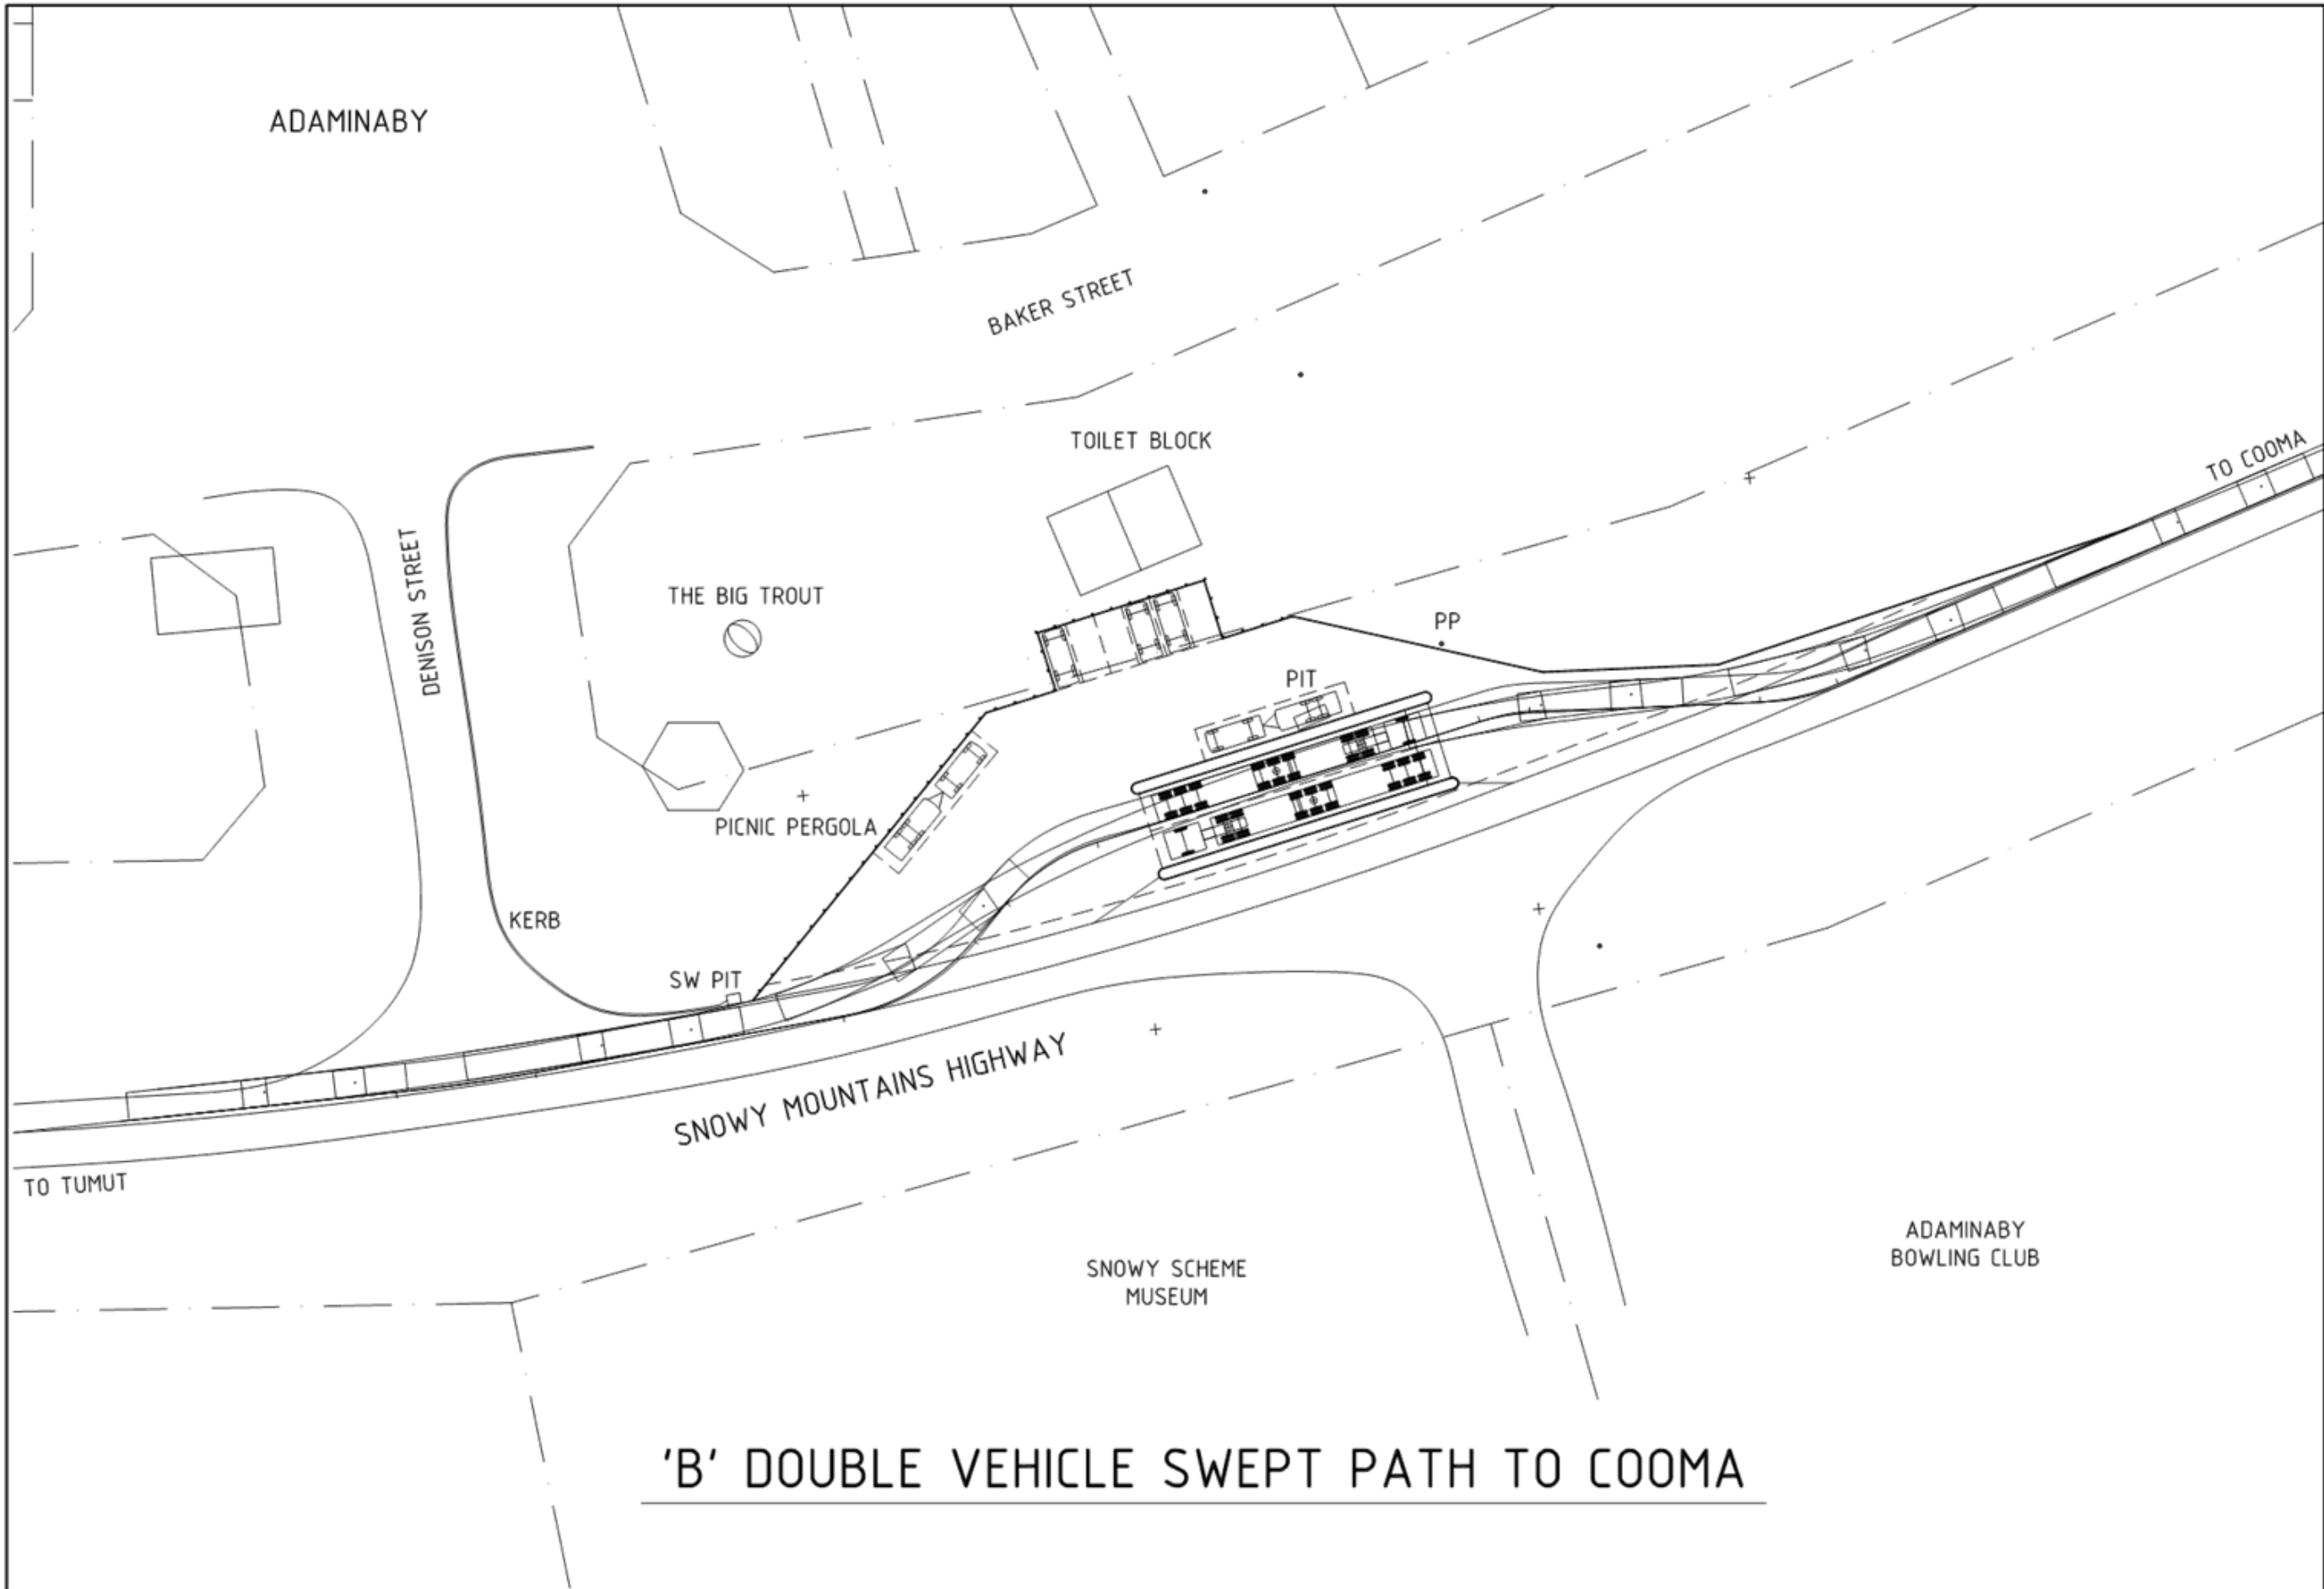 ADAMINABY
BAKER STREET
TOILET BLOCK
TO COOMA
DENISON STREET
THE BIG TROUT
PP
PIT
PICNIC PERGOLA
KERB
SW PIT
SNOWY MOUNTAINS HIGHWAY
TO TUMUT
SNOWY SCHEME
MUSEUM
ADAMINABY
BOWLING CLUB
'B' DOUBLE VEHICLE SWEPT PATH TO COOMA